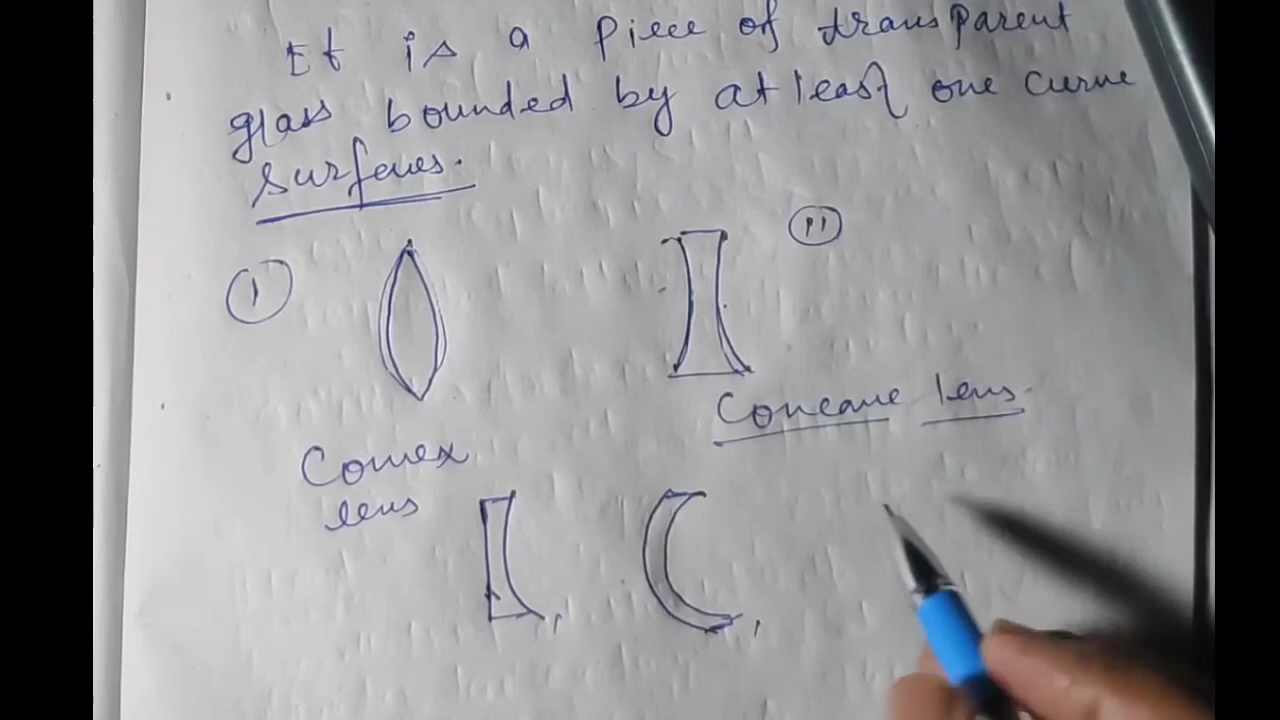 It is a piece of transparent
glass bounded by at least one curve
surfaces.
I
II
Concave lens.
Convex
lens